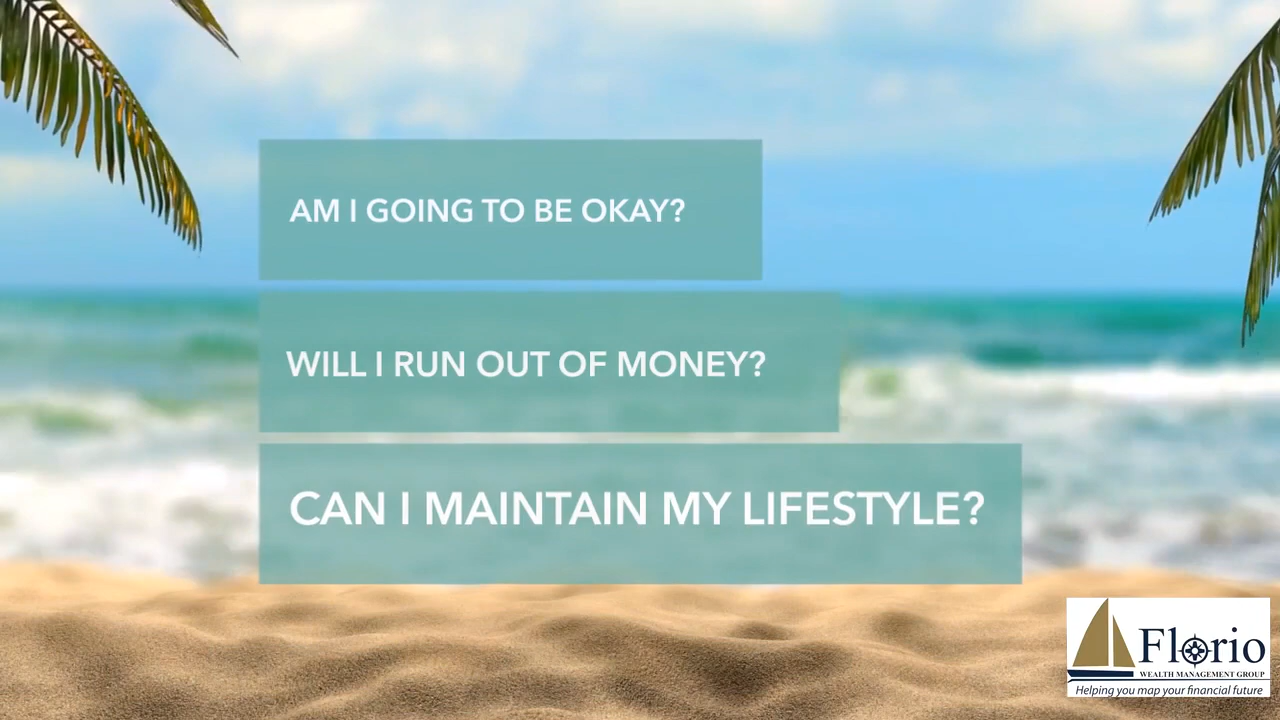 AM I GOING TO BE OKAY?
WILL I RUN OUT OF MONEY?
CAN I MAINTAIN MY LIFESTYLE?
Florio
WEALTH MANAGEMENT GROUP
Helping you map your financial future